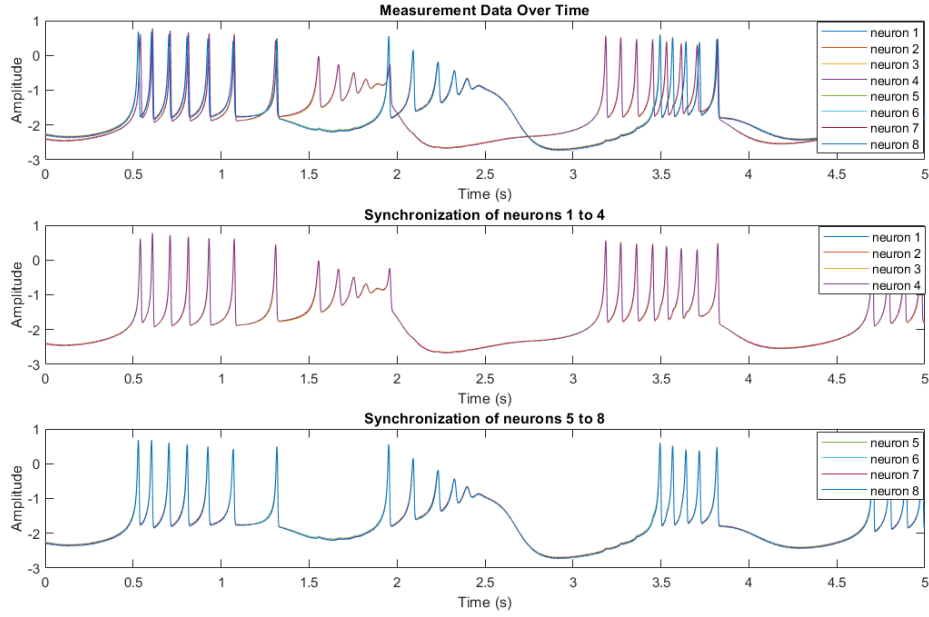 Measurement Data Over Time
Amplitude
1
0
-1
-2
-3
0
0.5
1
1.5
2
2.5
3
3.5
4
4.5
5
Time (s)
neuron 1
neuron 2
neuron 3
neuron 4
neuron 5
neuron 6
neuron 7
neuron 8
Synchronization of neurons 1 to 4
Amplitude
1
0
-1
-2
-3
0
0.5
1
1.5
2
2.5
3
3.5
4
4.5
5
Time (s)
neuron 1
neuron 2
neuron 3
neuron 4
Synchronization of neurons 5 to 8
Amplitude
1
0
-1
-2
-3
0
0.5
1
1.5
2
2.5
3
3.5
4
4.5
5
Time (s)
neuron 5
neuron 6
neuron 7
neuron 8